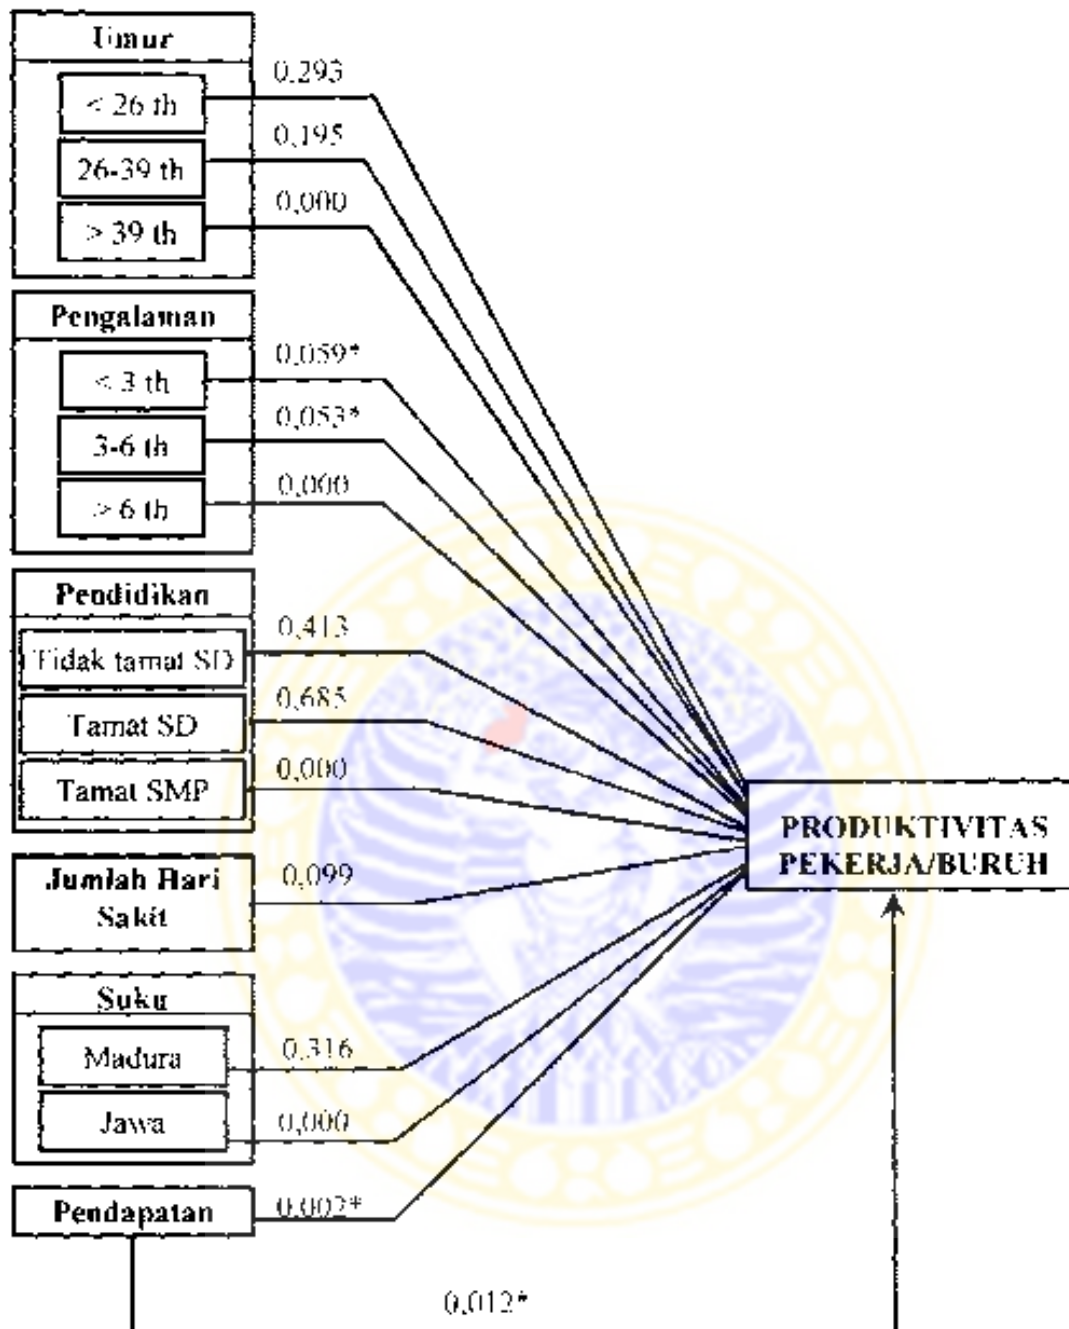 Umur
< 26 th
0,293
26-39 th
0,195
> 39 th
0,000
Pengalaman
< 3 th
0,059*
3-6 th
0,053*
> 6 th
0,000
Pendidikan
Tidak tamat SD
0,413
Tamat SD
0,685
Tamat SMP
0,000
Jumlah Hari
Sakit
0,099
Suku
Madura
0,316
Jawa
0,000
Pendapatan
0,002*
0,012*
PRODUKTIVITAS
PEKERJA/BURUH